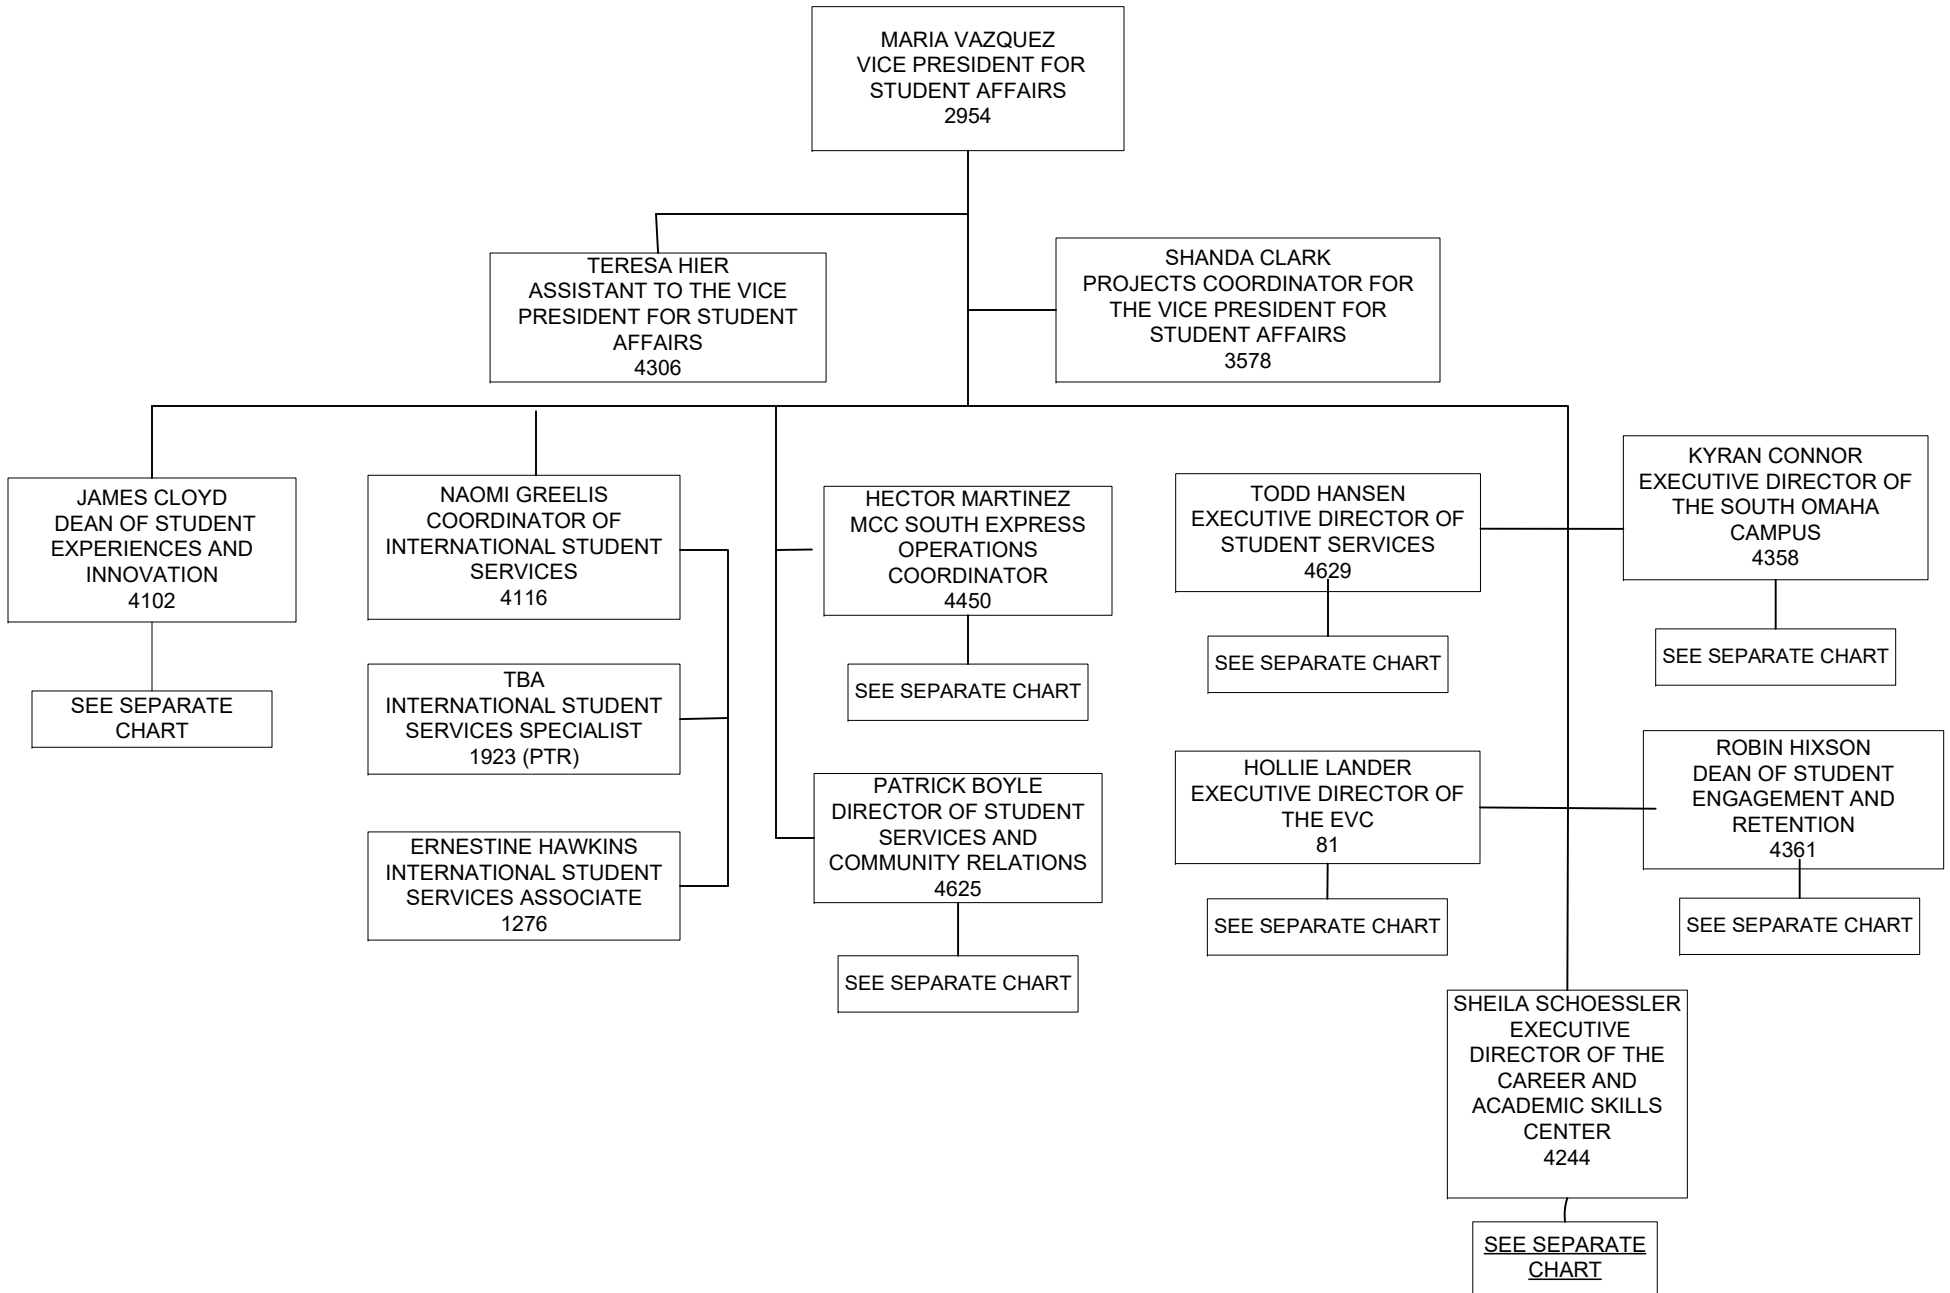 MARIA VAZQUEZ
VICE PRESIDENT FOR
STUDENT AFFAIRS
2954
TERESA HIER
ASSISTANT TO THE VICE
PRESIDENT FOR STUDENT
AFFAIRS
4306
SHANDA CLARK
PROJECTS COORDINATOR FOR
THE VICE PRESIDENT FOR
STUDENT AFFAIRS
3578
JAMES CLOYD
DEAN OF STUDENT
EXPERIENCES AND
INNOVATION
4102
SEE SEPARATE
CHART
NAOMI GREELIS
COORDINATOR OF
INTERNATIONAL STUDENT
SERVICES
4116
TBA
INTERNATIONAL STUDENT
SERVICES SPECIALIST
1923 (PTR)
ERNESTINE HAWKINS
INTERNATIONAL STUDENT
SERVICES ASSOCIATE
1276
HECTOR MARTINEZ
MCC SOUTH EXPRESS
OPERATIONS
COORDINATOR
4450
SEE SEPARATE CHART
PATRICK BOYLE
DIRECTOR OF STUDENT
SERVICES AND
COMMUNITY RELATIONS
4625
SEE SEPARATE CHART
TODD HANSEN
EXECUTIVE DIRECTOR OF
STUDENT SERVICES
4629
SEE SEPARATE CHART
KYRAN CONNOR
EXECUTIVE DIRECTOR OF
THE SOUTH OMAHA
CAMPUS
4358
SEE SEPARATE CHART
HOLLIE LANDER
EXECUTIVE DIRECTOR OF
THE EVC
81
SEE SEPARATE CHART
ROBIN HIXSON
DEAN OF STUDENT
ENGAGEMENT AND
RETENTION
4361
SEE SEPARATE CHART
SHEILA SCHOESSLER
EXECUTIVE
DIRECTOR OF THE
CAREER AND
ACADEMIC SKILLS
CENTER
4244
SEE SEPARATE
CHART